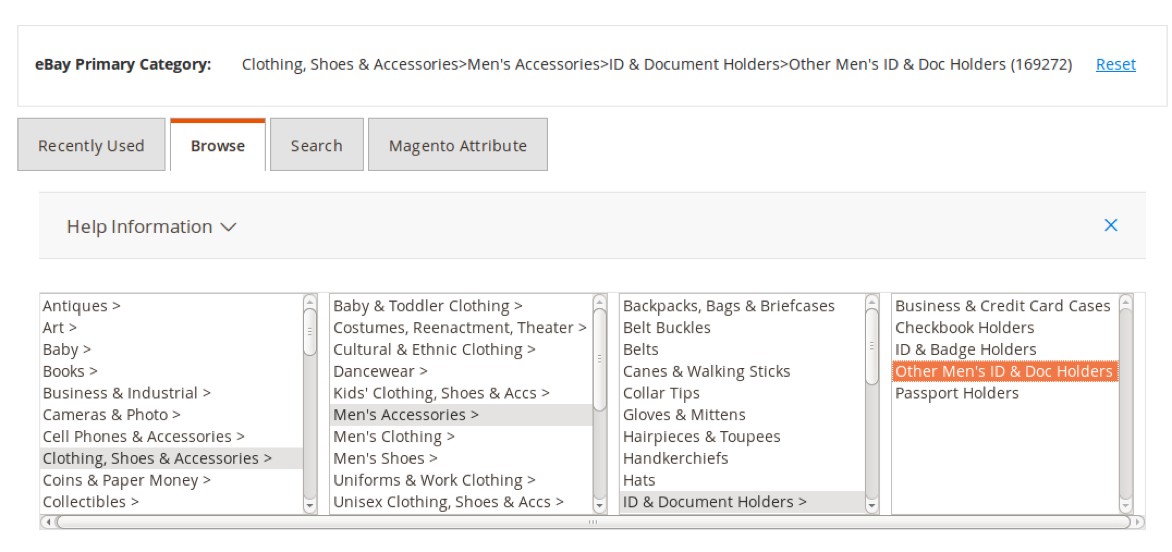 eBay Primary Category: Clothing, Shoes & Accessories>Men's Accessories>ID & Document Holders>Other Men's ID & Doc Holders (169272) Reset
Recently Used Browse Search Magento Attribute
Help Information
Antiques >
Art >
Baby >
Books >
Business & Industrial >
Cameras & Photo >
Cell Phones & Accessories >
Clothing, Shoes & Accessories >
Coins & Paper Money >
Collectibles >
Baby & Toddler Clothing >
Costumes, Reenactment, Theater >
Cultural & Ethnic Clothing >
Dancewear >
Kids' Clothing, Shoes & Accs >
Men's Accessories >
Men's Clothing >
Men's Shoes >
Uniforms & Work Clothing >
Unisex Clothing, Shoes & Accs >
Backpacks, Bags & Briefcases
Belt Buckles
Belts
Canes & Walking Sticks
Collar Tips
Gloves & Mittens
Hairpieces & Toupees
Handkerchiefs
Hats
ID & Document Holders >
Business & Credit Card Cases
Checkbook Holders
ID & Badge Holders
Other Men's ID & Doc Holders
Passport Holders